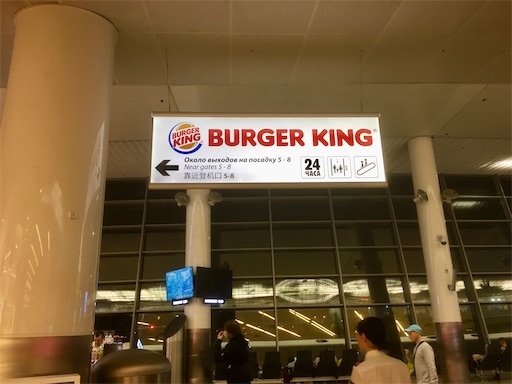 BURGER KING
BURGER KING®
Около выходов на посадку 5 - 8
Near gates 5 - 8
靠近登机口 5-8
24
ЧАСА